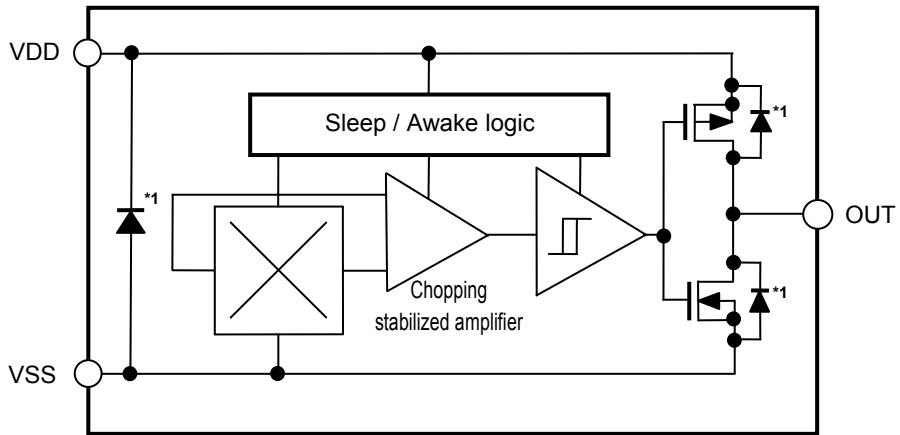 VDD
Sleep / Awake logic
*1
*1
OUT
*1
Chopping
stabilized amplifier
VSS